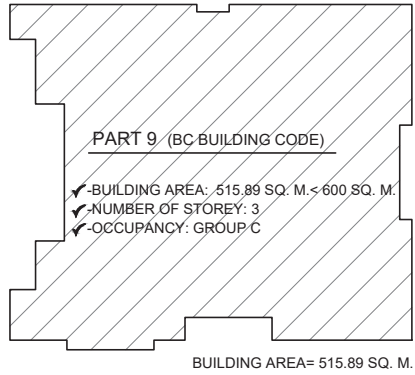 PART 9 (BC BUILDING CODE)
✓-BUILDING AREA: 515.89 SQ. M.< 600 SQ. M.
✓-NUMBER OF STOREY: 3
✓-OCCUPANCY: GROUP C
BUILDING AREA= 515.89 SQ. M.